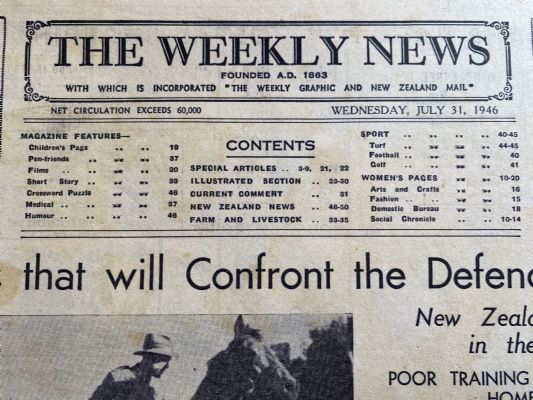 THE WEEKLY NEWS
FOUNDED A.D. 1863
WITH WHICH IS INCORPORATED "THE WEEKLY GRAPHIC AND NEW ZEALAND MAIL"
NET CIRCULATION EXCEEDS 60,000
WEDNESDAY, JULY 31, 1946
MAGAZINE FEATURES—
Children's Page .. .. 19
Pen-friends .. .. 37
Films .. .. .. 20
Short Story .. .. 39
Crossword Puzzle .. 46
Medical .. .. .. 37
Humour .. .. .. 46
CONTENTS
SPECIAL ARTICLES .. 3-9, 21, 22
ILLUSTRATED SECTION .. 23-30
CURRENT COMMENT .. 31
NEW ZEALAND NEWS .. 48-50
FARM AND LIVESTOCK .. 33-35
SPORT .. .. .. .. 40-45
Turf .. .. .. 44-45
Football .. .. .. 40
Golf .. .. .. 41
WOMEN'S PAGES .. .. 10-20
Arts and Crafts .. .. 16
Fashion .. .. .. 15
Domestic Bureau .. .. 18
Social Chronicle .. .. 10-14
that will Confront the Defenc
New Zeala
in the
POOR TRAINING
HOME